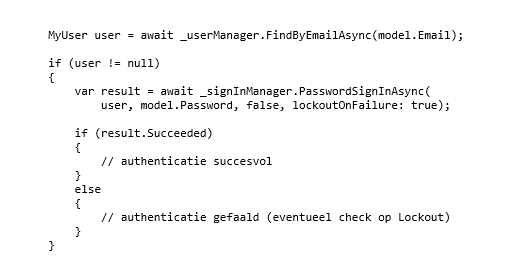 MyUser user = await _userManager.FindByEmailAsync(model.Email);
if (user != null)
{
var result = await _signInManager.PasswordSignInAsync(
user, model.Password, false, lockoutOnFailure: true);
if (result.Succeeded)
{
// authenticatie succesvol
}
else
{
// authenticatie gefaald (eventueel check op Lockout)
}
}